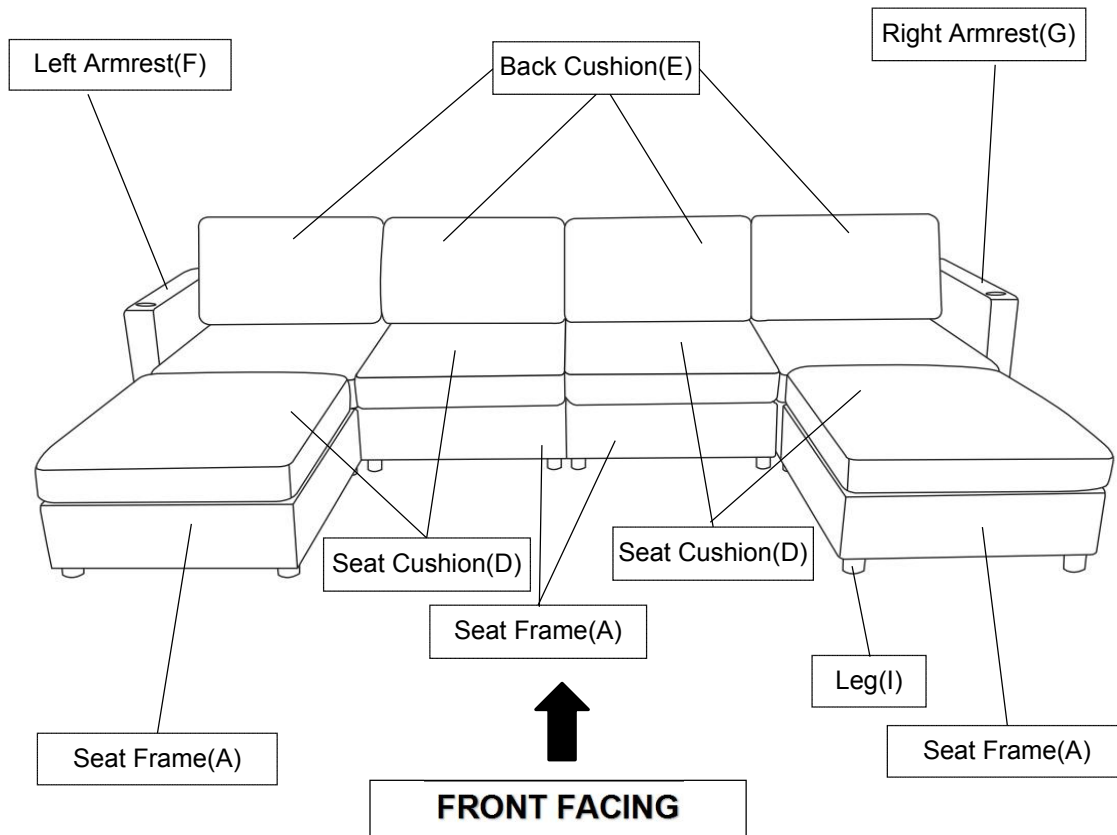 Right Armrest(G)
Left Armrest(F)
Back Cushion(E)
Seat Cushion(D)
Seat Cushion(D)
Seat Frame(A)
Leg(I)
Seat Frame(A)
Seat Frame(A)
FRONT FACING